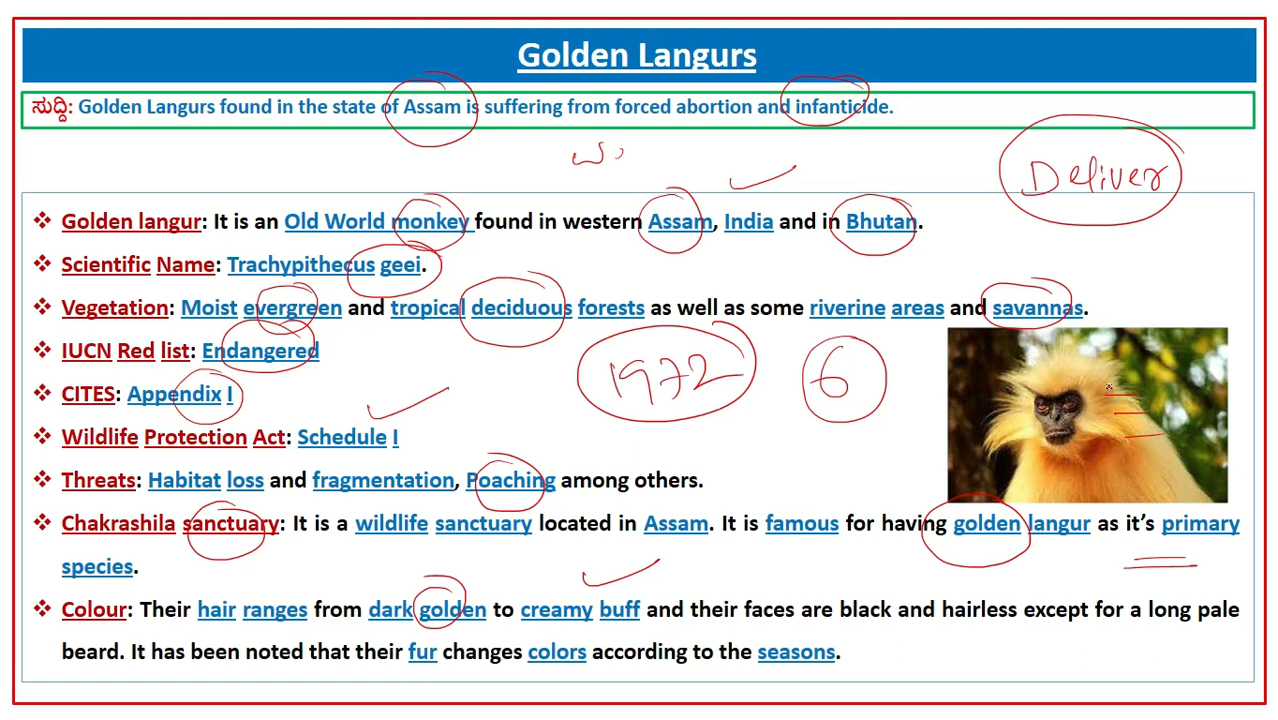 Golden Langurs
ಸುದ್ದಿ: Golden Langurs found in the state of Assam is suffering from forced abortion and infanticide.
Deliver
❖ Golden langur: It is an Old World monkey found in western Assam, India and in Bhutan.
❖ Scientific Name: Trachypithecus geei.
❖ Vegetation: Moist evergreen and tropical deciduous forests as well as some riverine areas and savannas.
❖ IUCN Red list: Endangered
1972 6
❖ CITES: Appendix I
❖ Wildlife Protection Act: Schedule I
❖ Threats: Habitat loss and fragmentation, Poaching among others.
❖ Chakrashila sanctuary: It is a wildlife sanctuary located in Assam. It is famous for having golden langur as it’s primary
species.
❖ Colour: Their hair ranges from dark golden to creamy buff and their faces are black and hairless except for a long pale
beard. It has been noted that their fur changes colors according to the seasons.